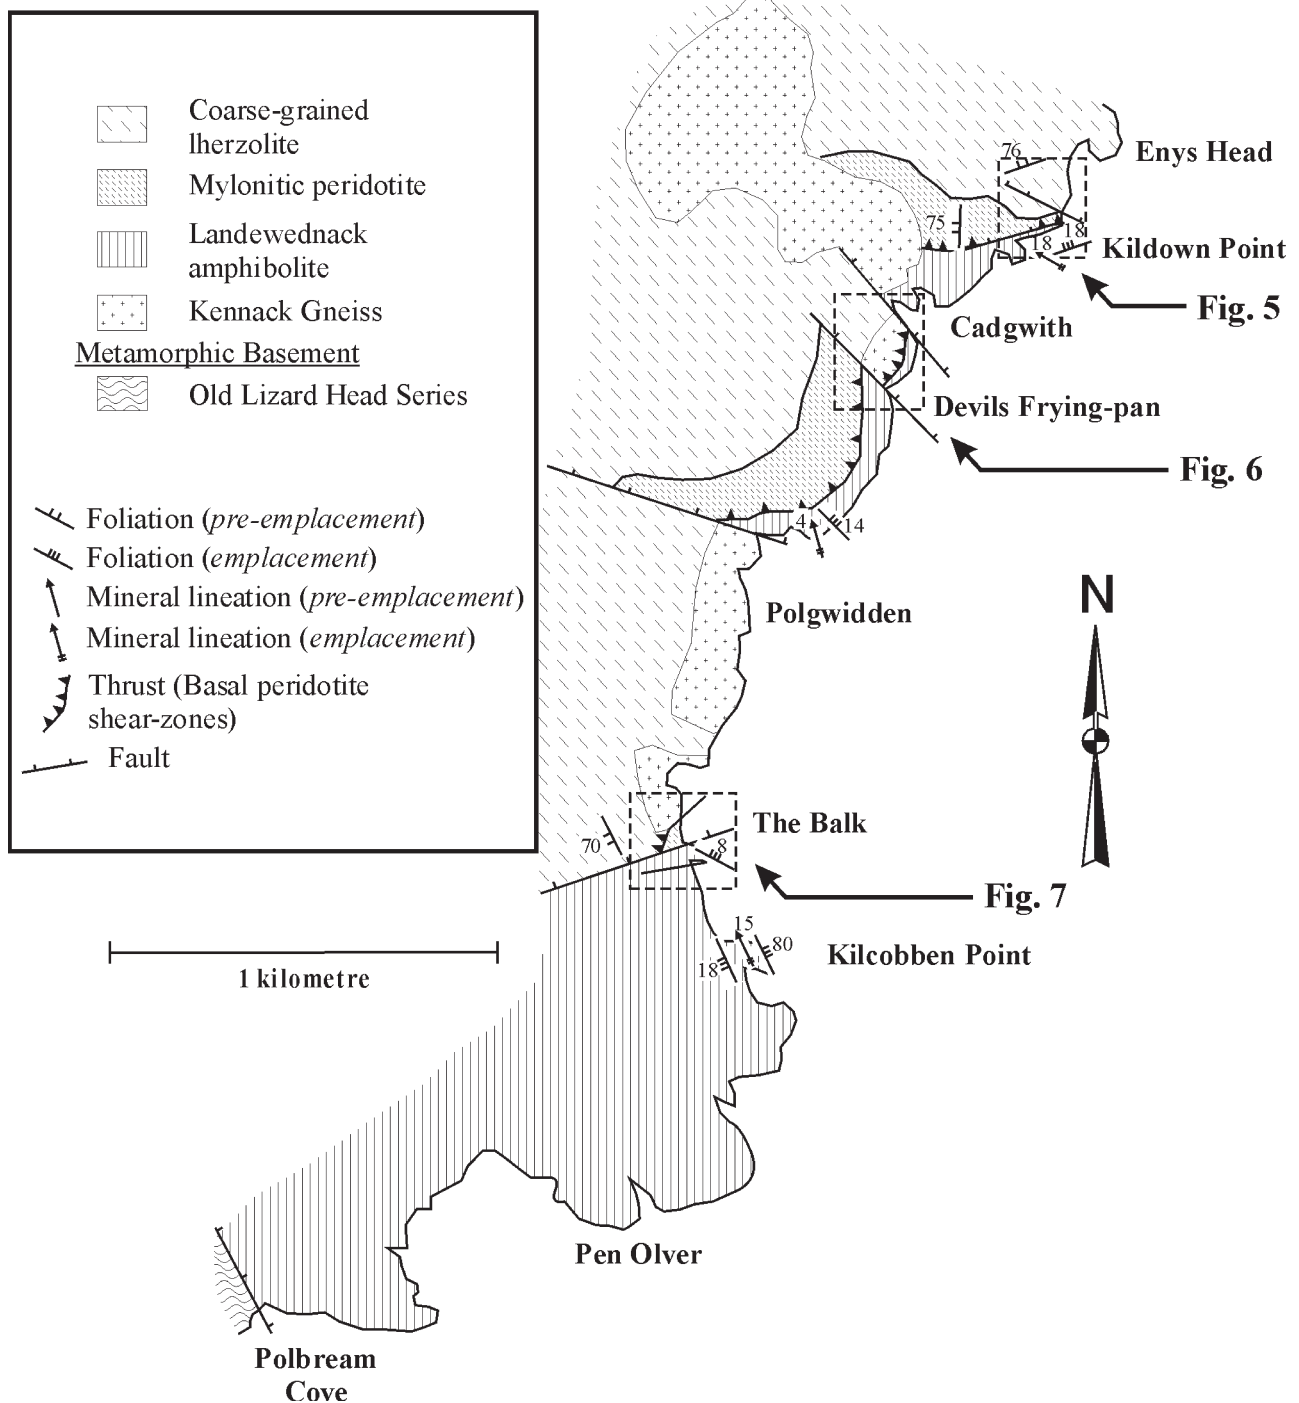 Coarse-grained
lherzolite
Mylonitic peridotite
Landewednack
amphibolite
Kennack Gneiss
Metamorphic Basement
Old Lizard Head Series
Foliation (pre-emplacement)
Foliation (emplacement)
Mineral lineation (pre-emplacement)
Mineral lineation (emplacement)
Thrust (Basal peridotite
shear-zones)
Fault
76
Enys Head
75
18
18
Kildown Point
Fig. 5
Cadgwith
Devils Frying-pan
Fig. 6
4
14
N
Polgwidden
The Balk
70
8
Fig. 7
15
80
18
Kilcobben Point
1 kilometre
Pen Olver
Polbream
Cove